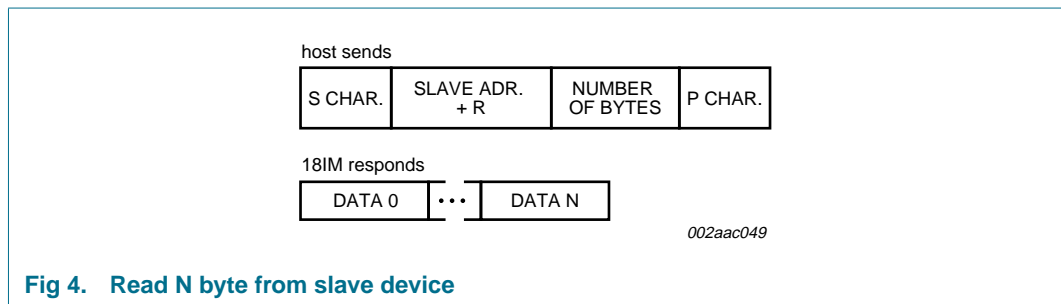 host sends
S CHAR.
SLAVE ADR.
+ R
NUMBER
OF BYTES
P CHAR.
18IM responds
DATA 0
• • •
DATA N
002aac049
Fig 4. Read N byte from slave device